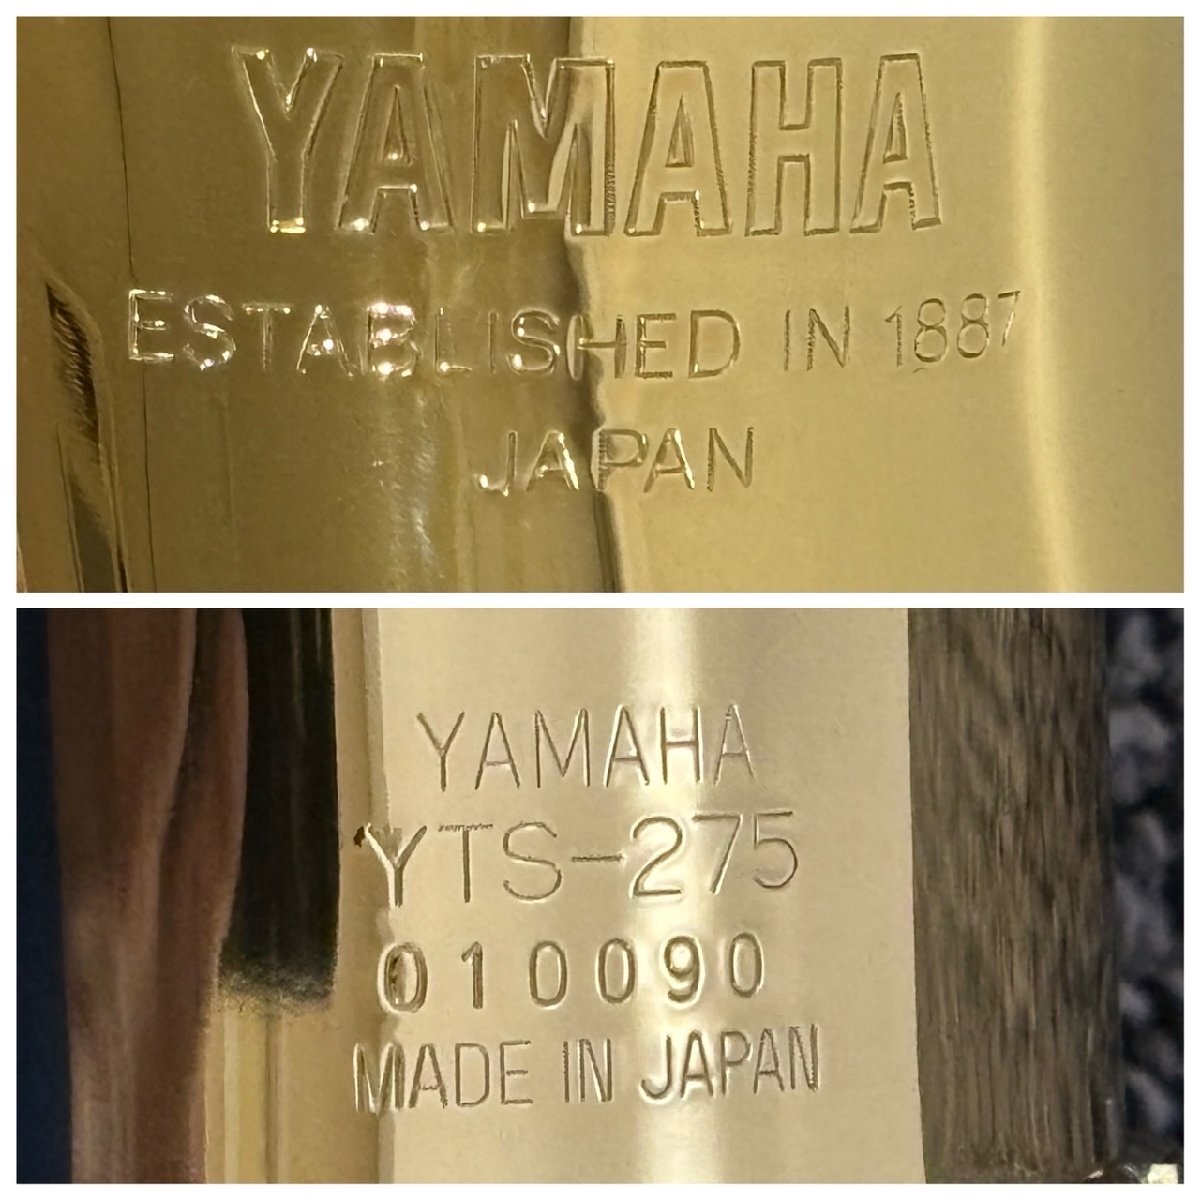 YAMAHA
ESTABLISHED IN 1887
JAPAN
YAMAHA
YTS-275
010090
MADE IN JAPAN